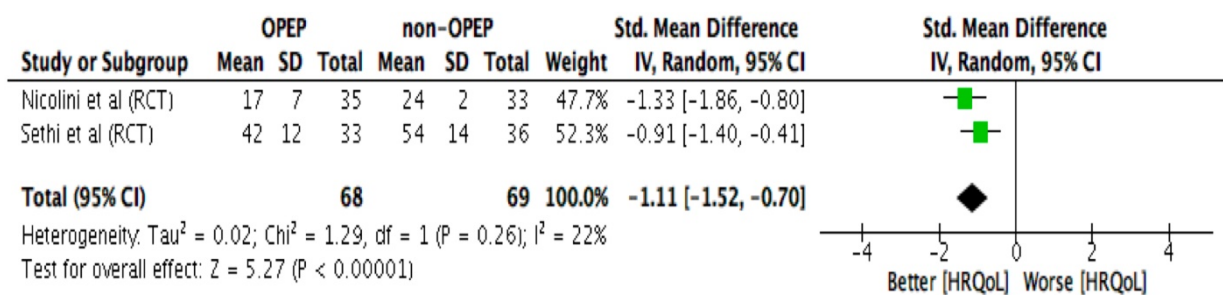 OPEP non-OPEP Std. Mean Difference Std. Mean Difference
Study or Subgroup Mean SD Total Mean SD Total Weight IV, Random, 95% CI IV, Random, 95% CI
Nicolini et al (RCT) 17 7 35 24 2 33 47.7% -1.33 [-1.86, -0.80]
Sethi et al (RCT) 42 12 33 54 14 36 52.3% -0.91 [-1.40, -0.41]
Total (95% CI) 68 69 100.0% -1.11 [-1.52, -0.70]
Heterogeneity: Tau² = 0.02; Chi² = 1.29, df = 1 (P = 0.26); I² = 22%
Test for overall effect: Z = 5.27 (P < 0.00001)
-4 -2 0 2 4
Better [HRQoL] Worse [HRQoL]